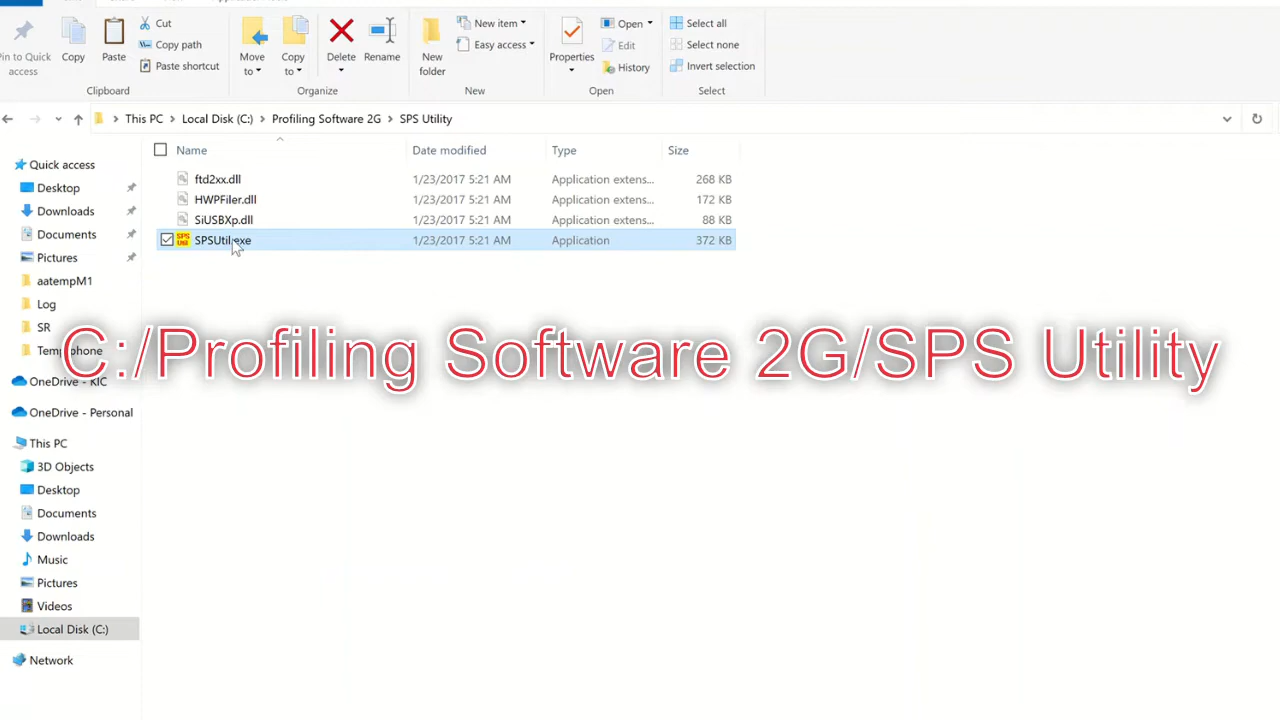 Cut
Copy path
Paste shortcut
Pin to Quick
access
Copy
Paste
Clipboard
Move
to
Copy
to
Delete
Rename
Organize
New item
Easy access
New
folder
New
Properties
Open
Edit
History
Open
Select all
Select none
Invert selection
Select
This PC > Local Disk (C:) > Profiling Software 2G > SPS Utility
Name Date modified Type Size
ftd2xx.dll 1/23/2017 5:21 AM Application extens... 268 KB
HWPFiler.dll 1/23/2017 5:21 AM Application extens... 172 KB
SiUSBXp.dll 1/23/2017 5:21 AM Application extens... 88 KB
SPSUtil.exe 1/23/2017 5:21 AM Application 372 KB
C:/Profiling Software 2G/SPS Utility
Quick access
Desktop
Downloads
Documents
Pictures
aatempM1
Log
SR
OneDrive - KIC
OneDrive - Personal
This PC
3D Objects
Desktop
Documents
Downloads
Music
Pictures
Videos
Local Disk (C:)
Network